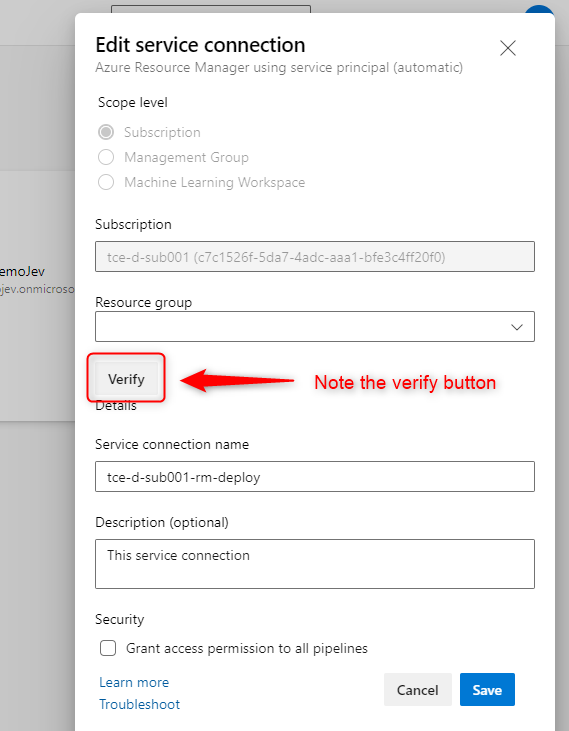 Edit service connection
Azure Resource Manager using service principal (automatic)
Scope level
Subscription
Management Group
Machine Learning Workspace
emoJev
ojev.onmicroso
Subscription
tce-d-sub001 (c7c1526f-5da7-4adc-aaa1-bfe3c4ff20f0)
Resource group
Verify
Note the verify button
Details
Service connection name
tce-d-sub001-rm-deploy
Description (optional)
This service connection
Security
Grant access permission to all pipelines
Learn more
Troubleshoot
Cancel
Save